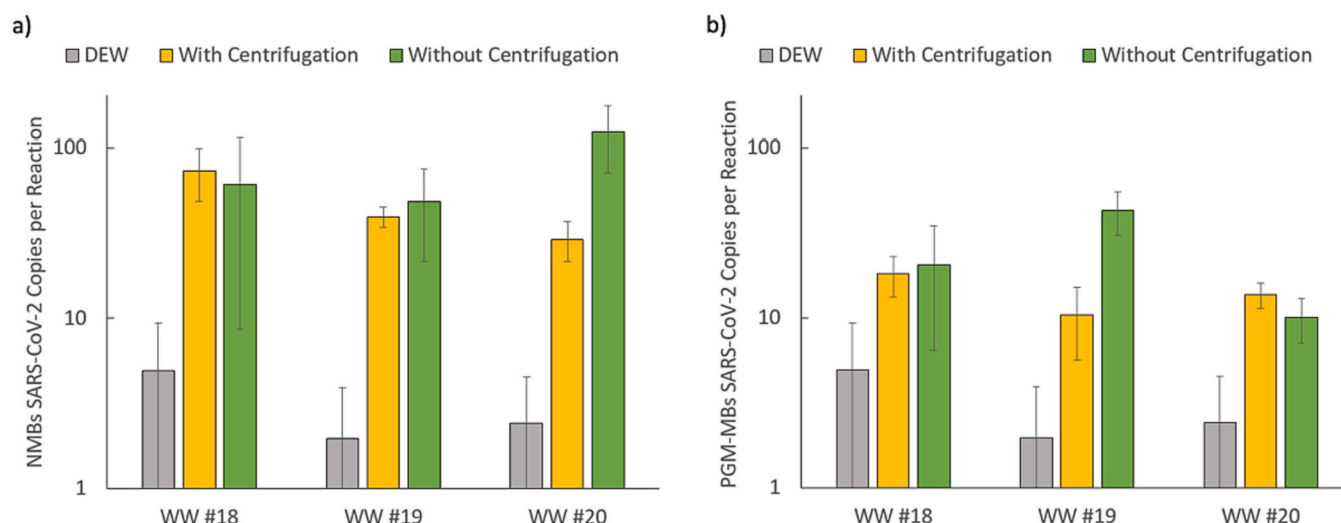 a)
DEW With Centrifugation Without Centrifugation
NMBs SARS-CoV-2 Copies per Reaction
100
10
1
WW #18 WW #19 WW #20
b)
DEW With Centrifugation Without Centrifugation
PGM-MBs SARS-CoV-2 Copies per Reaction
100
10
1
WW #18 WW #19 WW #20